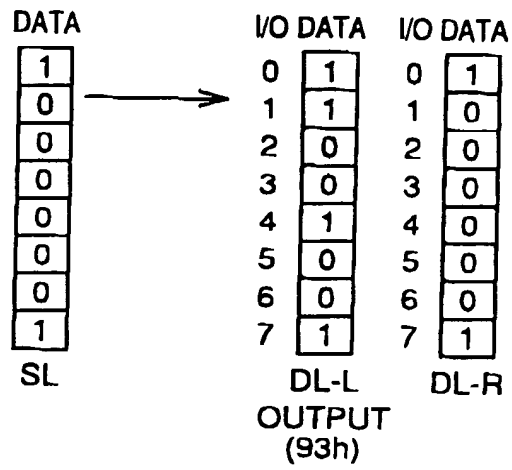 DATA I/O DATA I/O DATA
1 0 1 0 1
0 1 1 1 0
0 2 0 2 0
0 3 0 3 0
0 4 1 4 0
0 5 0 5 0
0 6 0 6 0
1 7 1 7 1
SL DL-L DL-R
OUTPUT
(93h)